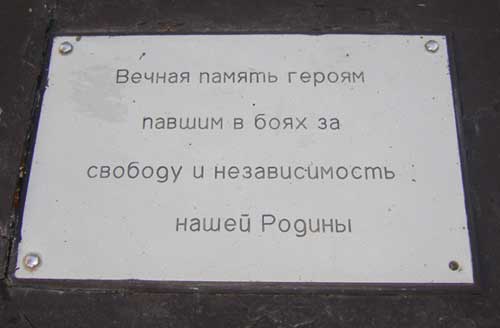 Вечная память героям
павшим в боях за
свободу и независимость
нашей Родины